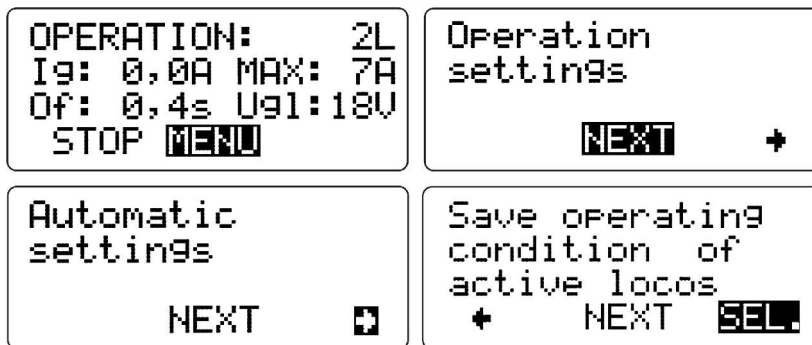 OPERATION: 2L
Ig: 0,0A MAX: 7A
Of: 0,4s Ugl:18V
STOP MENU
Operation
settings
NEXT →
Automatic
settings
NEXT →
Save operating
condition of
active locos
← NEXT SEL.